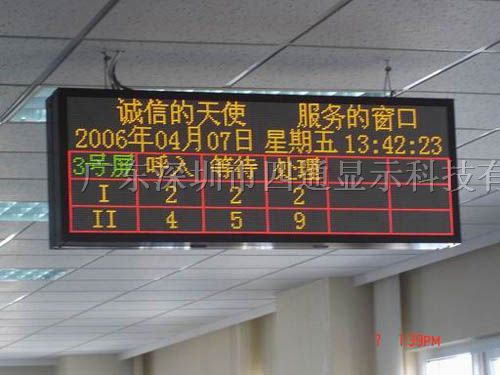 诚信的天使 服务的窗口
2006年04月07日 星期五 13:42:23
3号屏 呼入 等待 处理
I 2 2 2
II 4 5 9
广东深圳市四通显示科技有
7 1:39PM